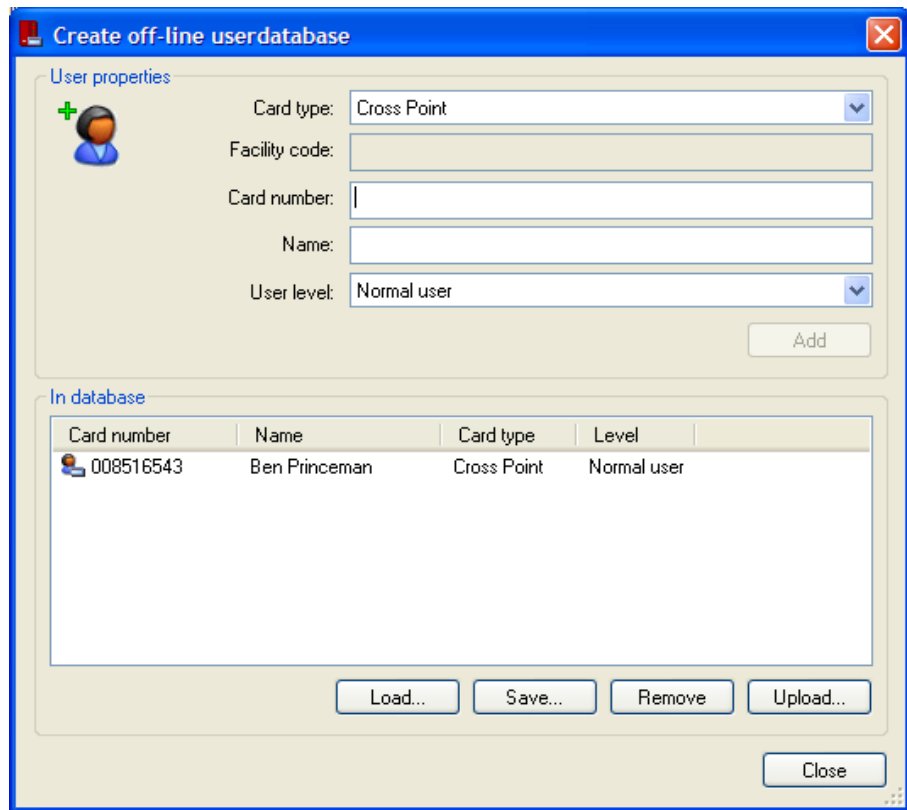 Create off-line userdatabase
User properties
Card type: Cross Point
Facility code:
Card number:
Name:
User level: Normal user
Add
In database
Card number Name Card type Level
008516543 Ben Princeman Cross Point Normal user
Load... Save... Remove Upload...
Close